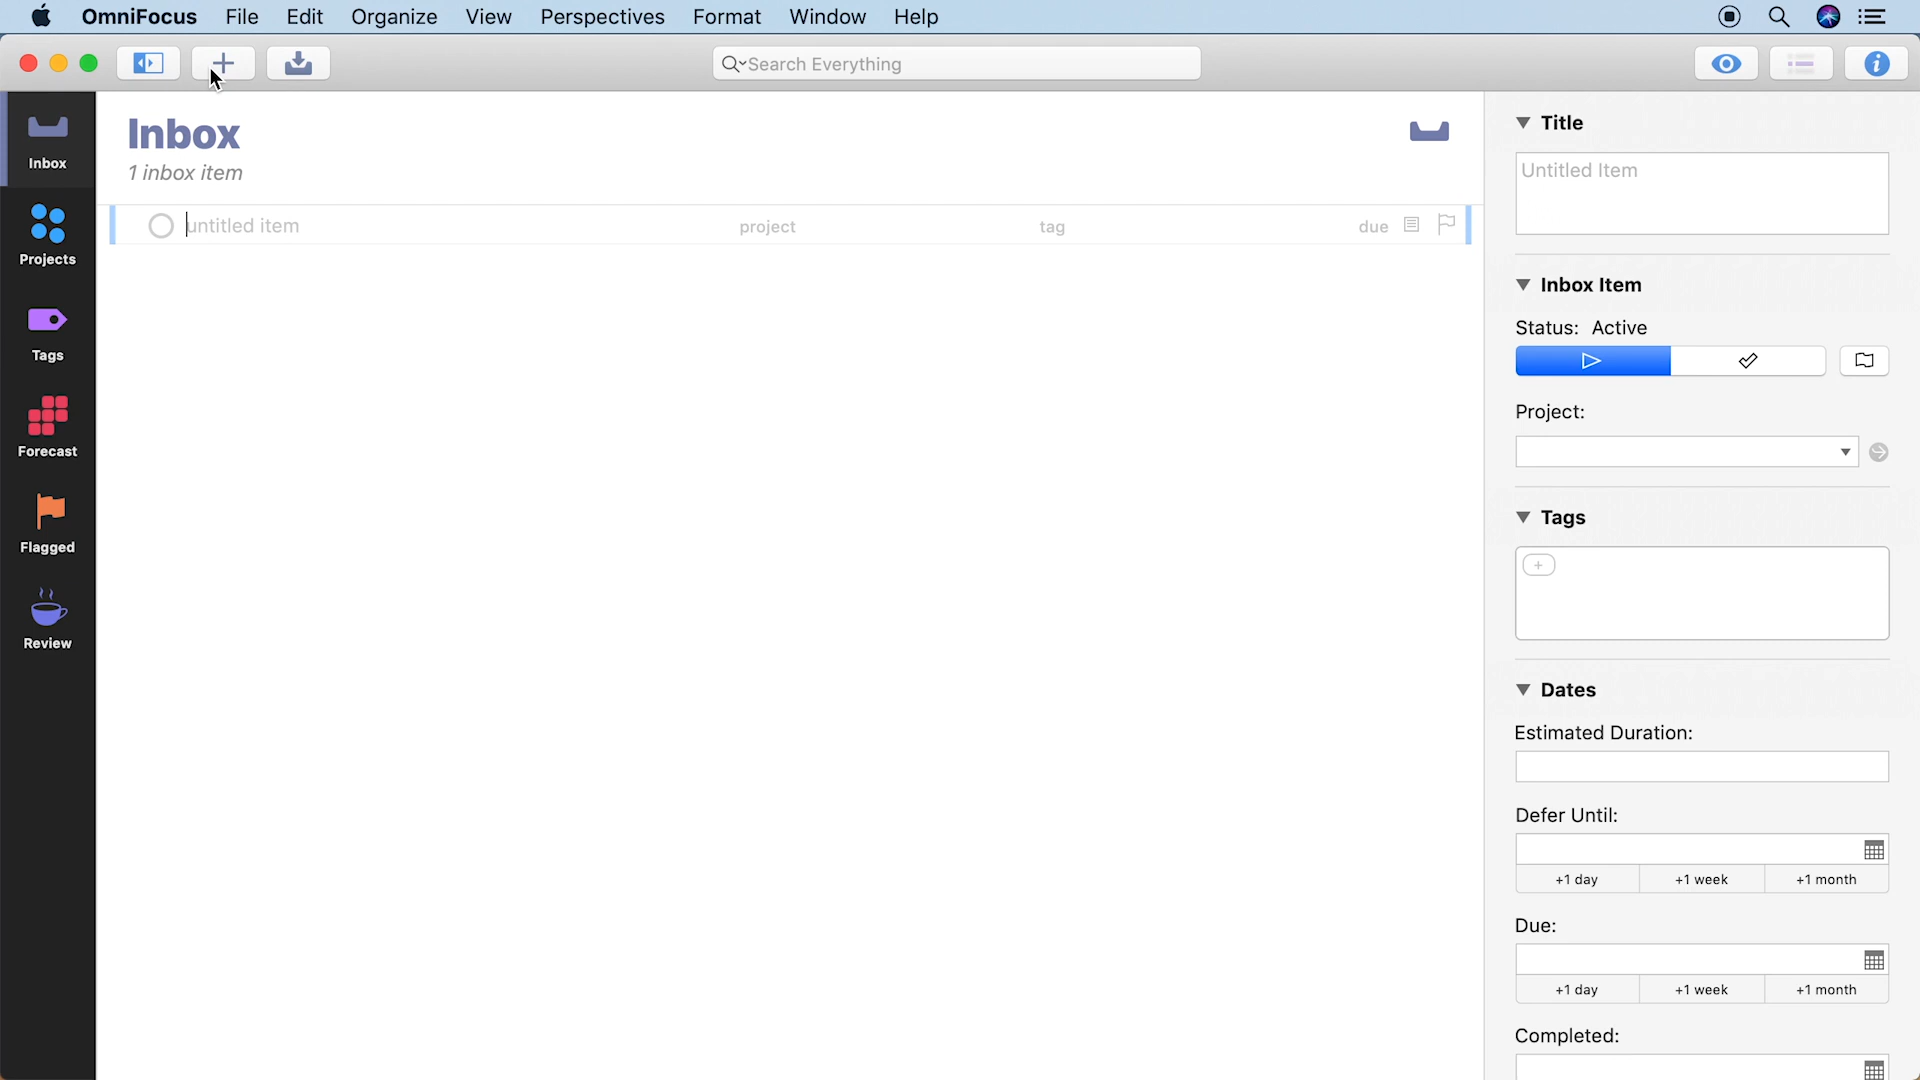 OmniFocus File Edit Organize View Perspectives Format Window Help
Search Everything
Inbox
1 inbox item
untitled item project tag due
Inbox
Projects
Tags
Forecast
Flagged
Review
Title
Untitled Item
Inbox Item
Status: Active
Project:
Tags
+
Dates
Estimated Duration:
Defer Until:
+1 day +1 week +1 month
Due:
+1 day +1 week +1 month
Completed: